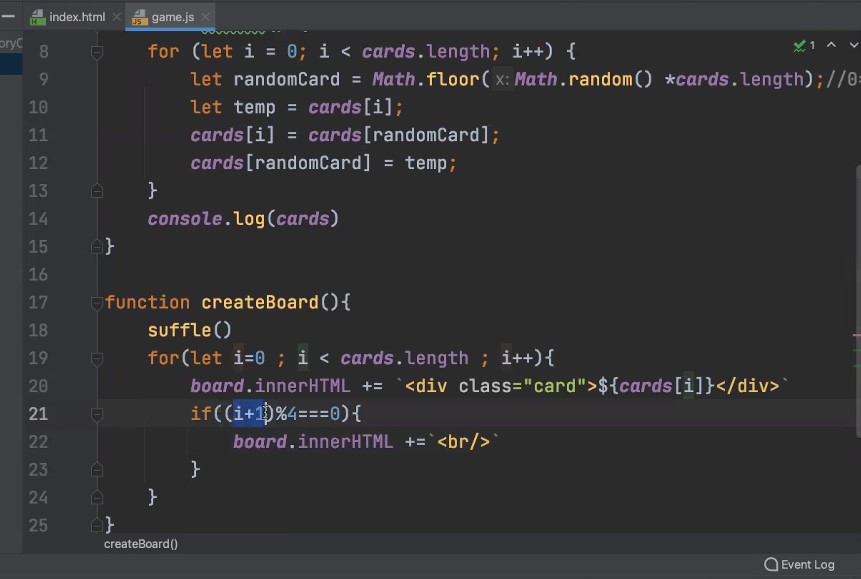 index.html game.js
oryC
8 for (let i = 0; i < cards.length; i++) {
1
9 let randomCard = Math.floor( x: Math.random() *cards.length);//0
10 let temp = cards[i];
11 cards[i] = cards[randomCard];
12 cards[randomCard] = temp;
13 }
14 console.log(cards)
15 }
16
17 function createBoard(){
18 suffle()
19 for(let i=0 ; i < cards.length ; i++){
20 board.innerHTML += `<div class="card">${cards[i]}</div>`
21 if((i+1)%4===0){
22 board.innerHTML +=`<br/>`
23 }
24 }
25 }
createBoard()
Event Log